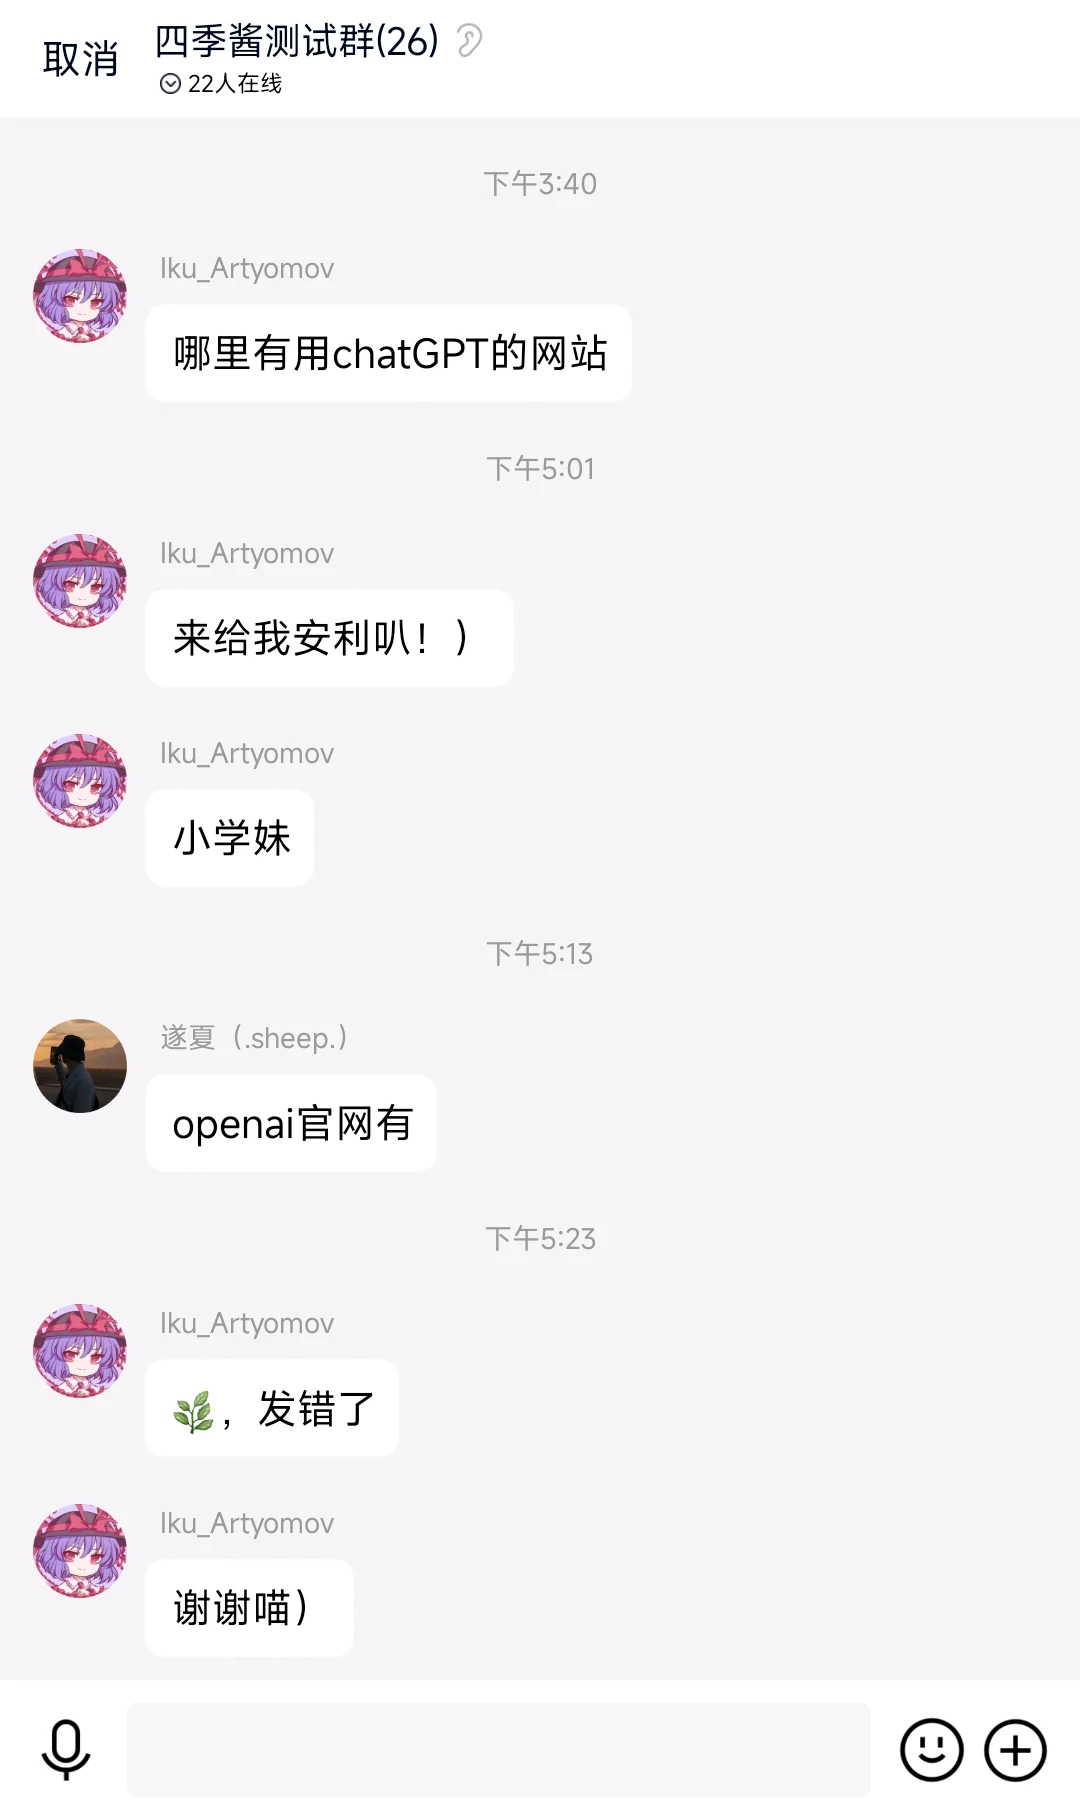 取消
四季酱测试群(26)
22人在线
下午3:40
Iku_Artyomov
哪里有用chatGPT的网站
下午5:01
Iku_Artyomov
来给我安利叭！）
Iku_Artyomov
小学妹
下午5:13
遂夏（.sheep.）
openai官网有
下午5:23
Iku_Artyomov
🌿，发错了
Iku_Artyomov
谢谢喵）